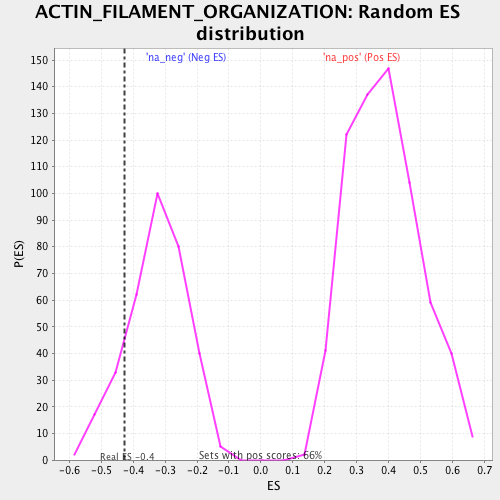 ACTIN_FILAMENT_ORGANIZATION: Random ES
distribution
'na_neg' (Neg ES)
'na_pos' (Pos ES)
150
140
130
120
110
100
90
80
70
60
50
40
30
20
10
0
P(ES)
Real ES -0.4
Sets with pos scores: 66%
-0.6 -0.5 -0.4 -0.3 -0.2 -0.1 0.0 0.1 0.2 0.3 0.4 0.5 0.6 0.7
ES